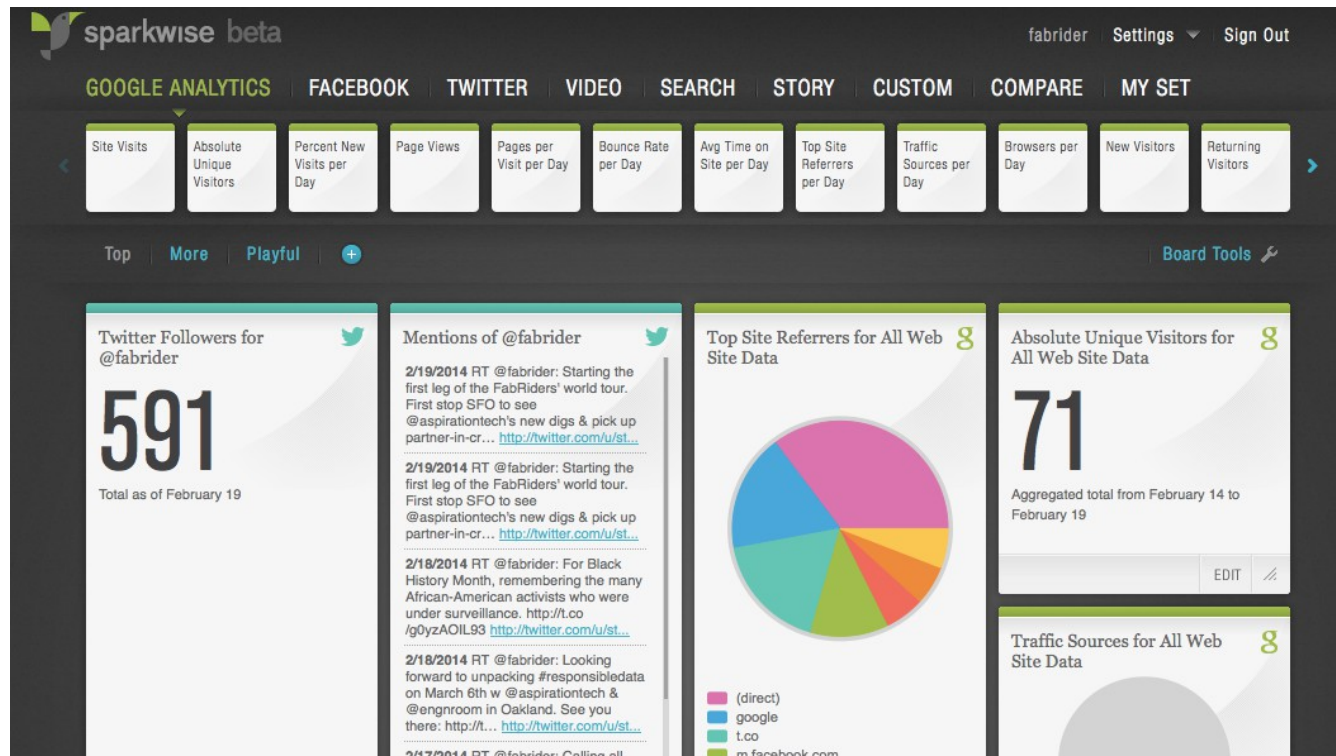 sparkwise beta
fabrider Settings Sign Out
GOOGLE ANALYTICS FACEBOOK TWITTER VIDEO SEARCH STORY CUSTOM COMPARE MY SET
Site Visits
Absolute
Unique
Visitors
Percent New
Visits per
Day
Page Views
Pages per
Visit per Day
Bounce Rate
per Day
Avg Time on
Site per Day
Top Site
Referrers
per Day
Traffic
Sources per
Day
Browsers per
Day
New Visitors
Returning
Visitors
Top More Playful
Board Tools
Twitter Followers for
@fabrider
591
Total as of February 19
Mentions of @fabrider
2/19/2014 RT @fabrider: Starting the
first leg of the FabRiders' world tour.
First stop SFO to see
@aspirationtech's new digs & pick up
partner-in-cr... http://twitter.com/u/st...
2/19/2014 RT @fabrider: Starting the
first leg of the FabRiders' world tour.
First stop SFO to see
@aspirationtech's new digs & pick up
partner-in-cr... http://twitter.com/u/st...
2/18/2014 RT @fabrider: For Black
History Month, remembering the many
African-American activists who were
under surveillance. http://t.co
/g0yzAOIL93 http://twitter.com/u/st...
2/18/2014 RT @fabrider: Looking
forward to unpacking #responsibledata
on March 6th w @aspirationtech &
@engnroom in Oakland. See you
there: http://t... http://twitter.com/u/st...
2/17/2014 RT @fabrider: Calling all
Top Site Referrers for All Web
Site Data
(direct)
google
t.co
m.facebook.com
Absolute Unique Visitors for
All Web Site Data
71
Aggregated total from February 14 to
February 19
EDIT
Traffic Sources for All Web
Site Data